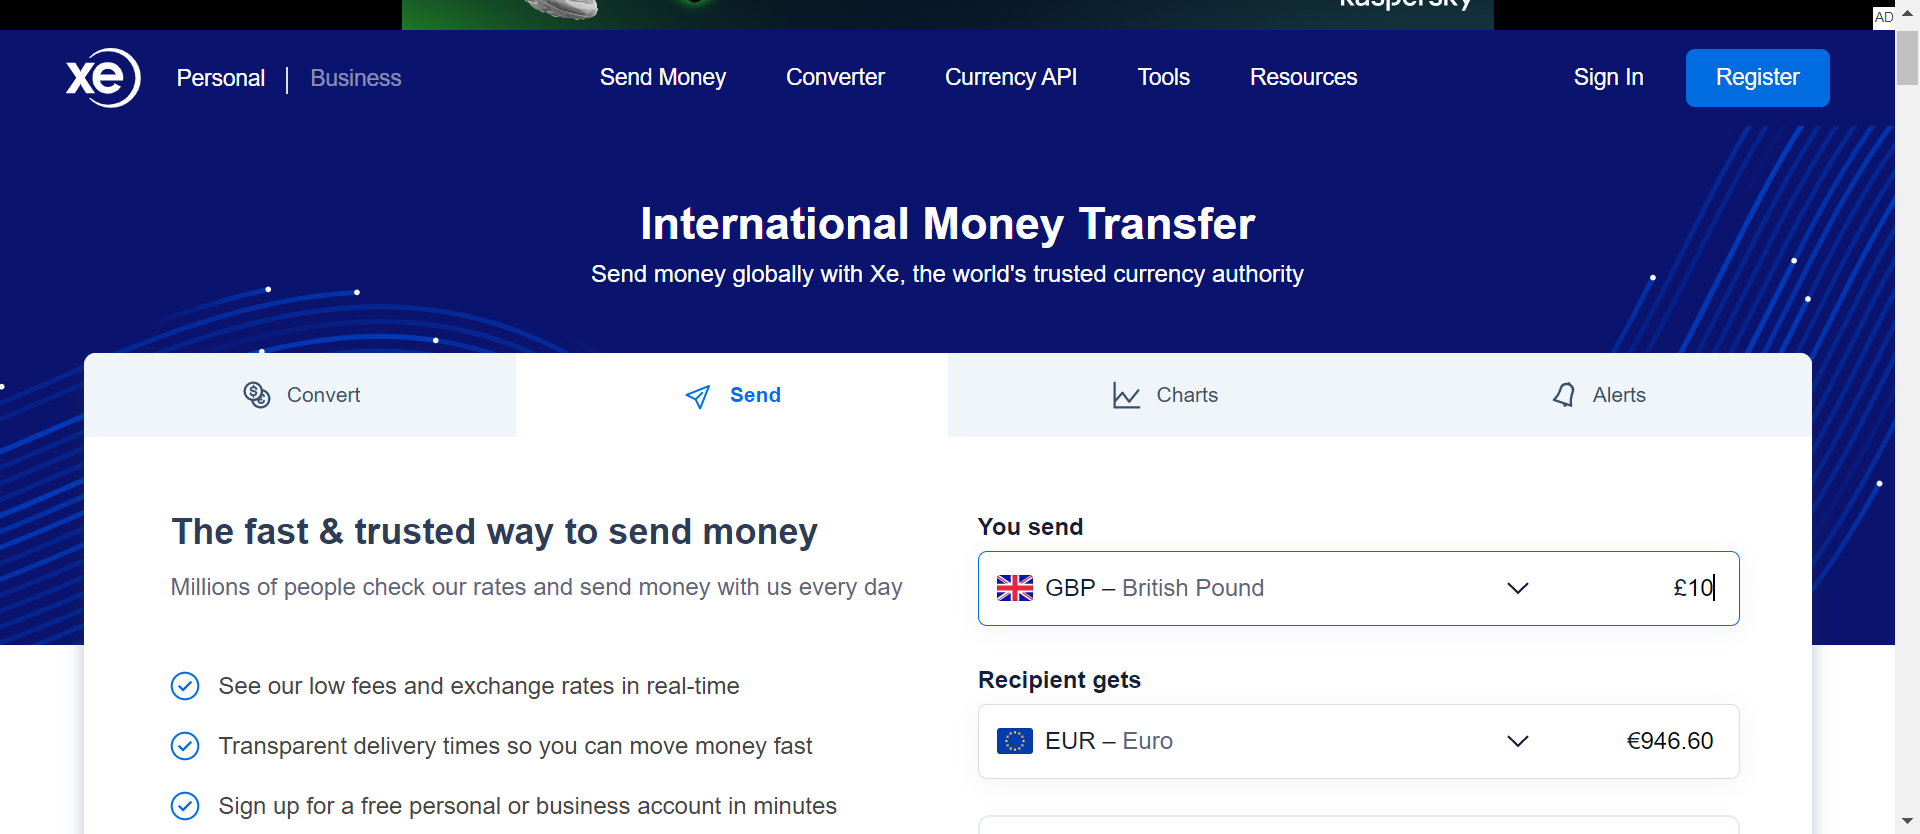 kaspersky
AD
xe
Personal | Business
Send Money
Converter
Currency API
Tools
Resources
Sign In
Register
International Money Transfer
Send money globally with Xe, the world's trusted currency authority
Convert
Send
Charts
Alerts
The fast & trusted way to send money
Millions of people check our rates and send money with us every day
See our low fees and exchange rates in real-time
Transparent delivery times so you can move money fast
Sign up for a free personal or business account in minutes
You send
GBP – British Pound
£10
Recipient gets
EUR – Euro
€946.60